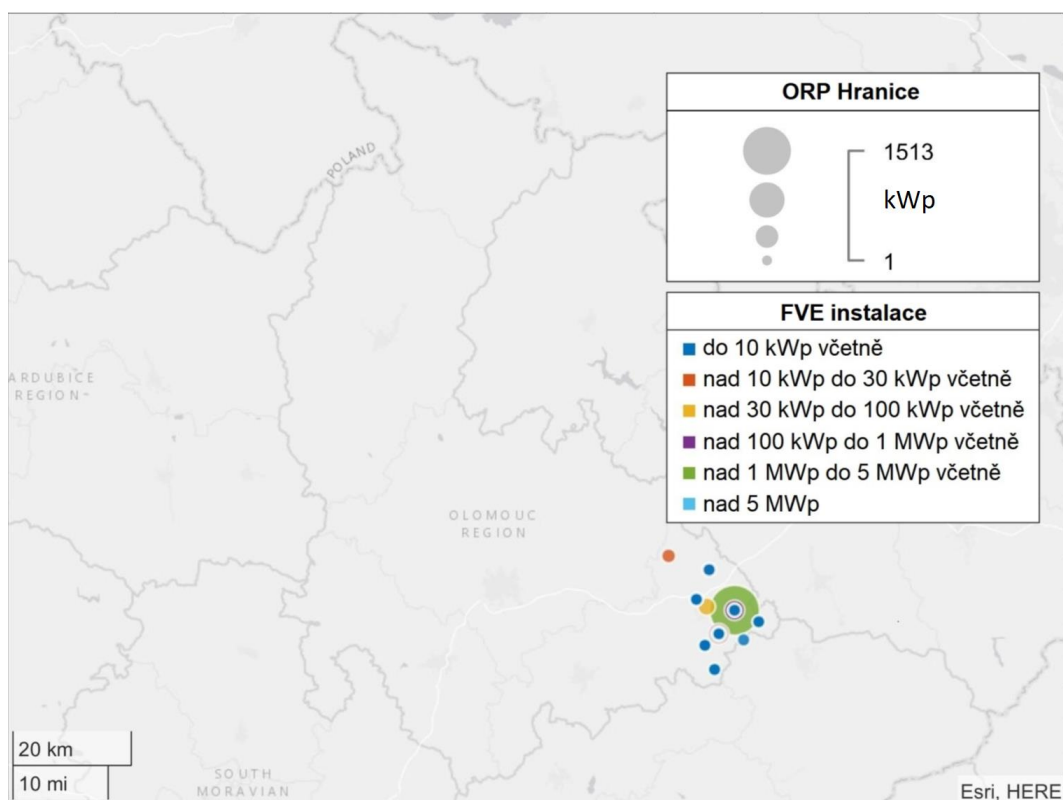 ORP Hranice
1513
kWp
1
FVE instalace
do 10 kWp včetně
nad 10 kWp do 30 kWp včetně
nad 30 kWp do 100 kWp včetně
nad 100 kWp do 1 MWp včetně
nad 1 MWp do 5 MWp včetně
nad 5 MWp
POLAND
ARDUBICE
REGION~
OLOMOUC
REGION
20 km
10 mi
SOUTH
MORAVIAN
Esri, HERE